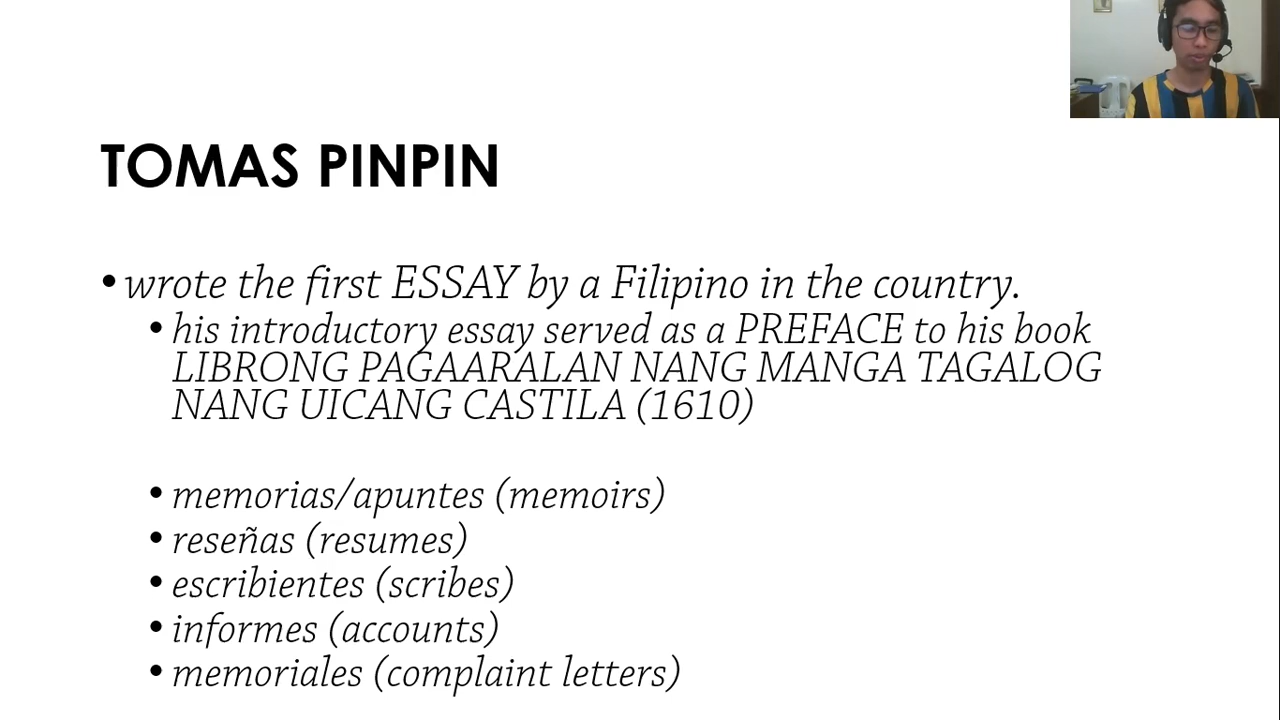 TOMAS PINPIN
• wrote the first ESSAY by a Filipino in the country.
• his introductory essay served as a PREFACE to his book
LIBRONG PAGAARALAN NANG MANGA TAGALOG
NANG UICANG CASTILA (1610)
• memorias/apuntes (memoirs)
• reseñas (resumes)
• escribientes (scribes)
• informes (accounts)
• memoriales (complaint letters)